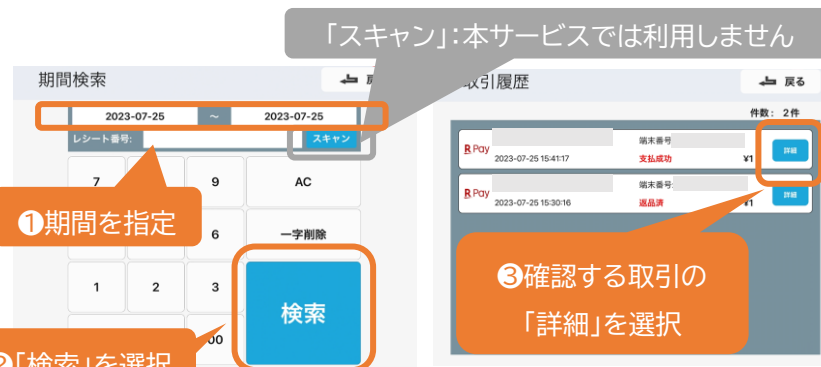 「スキャン」:本サービスでは利用しません
期間検索
2023-07-25 ~ 2023-07-25
レシート番号:
スキャン
7
9
AC
❶期間を指定
6
一字削除
1
2
3
検索
00
❷「検索」を選択
取引履歴
戻る
件数: 2件
R Pay
端末番号
2023-07-25 15:41:17
支払成功
¥1
詳細
R Pay
端末番号:
2023-07-25 15:30:16
返品済
¥1
詳細
❸確認する取引の
「詳細」を選択